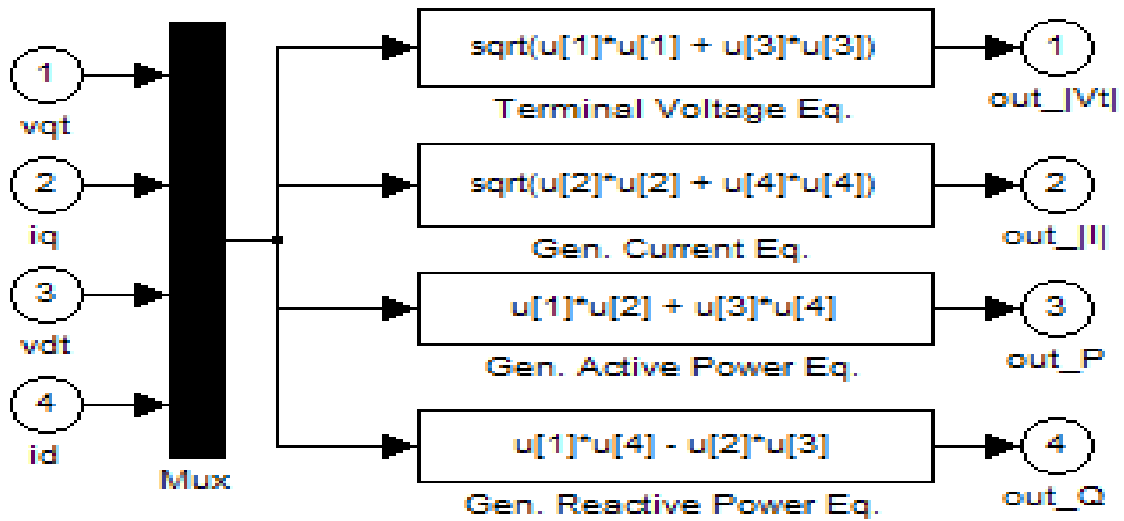 1
vqt
2
iq
3
vdt
4
id
Mux
sqrt(u[1]*u[1] + u[3]*u[3])
Terminal Voltage Eq.
sqrt(u[2]*u[2] + u[4]*u[4])
Gen. Current Eq.
u[1]*u[2] + u[3]*u[4]
Gen. Active Power Eq.
u[1]*u[4] - u[2]*u[3]
Gen. Reactive Power Eq.
1
out_|Vt|
2
out_|I|
3
out_P
4
out_Q